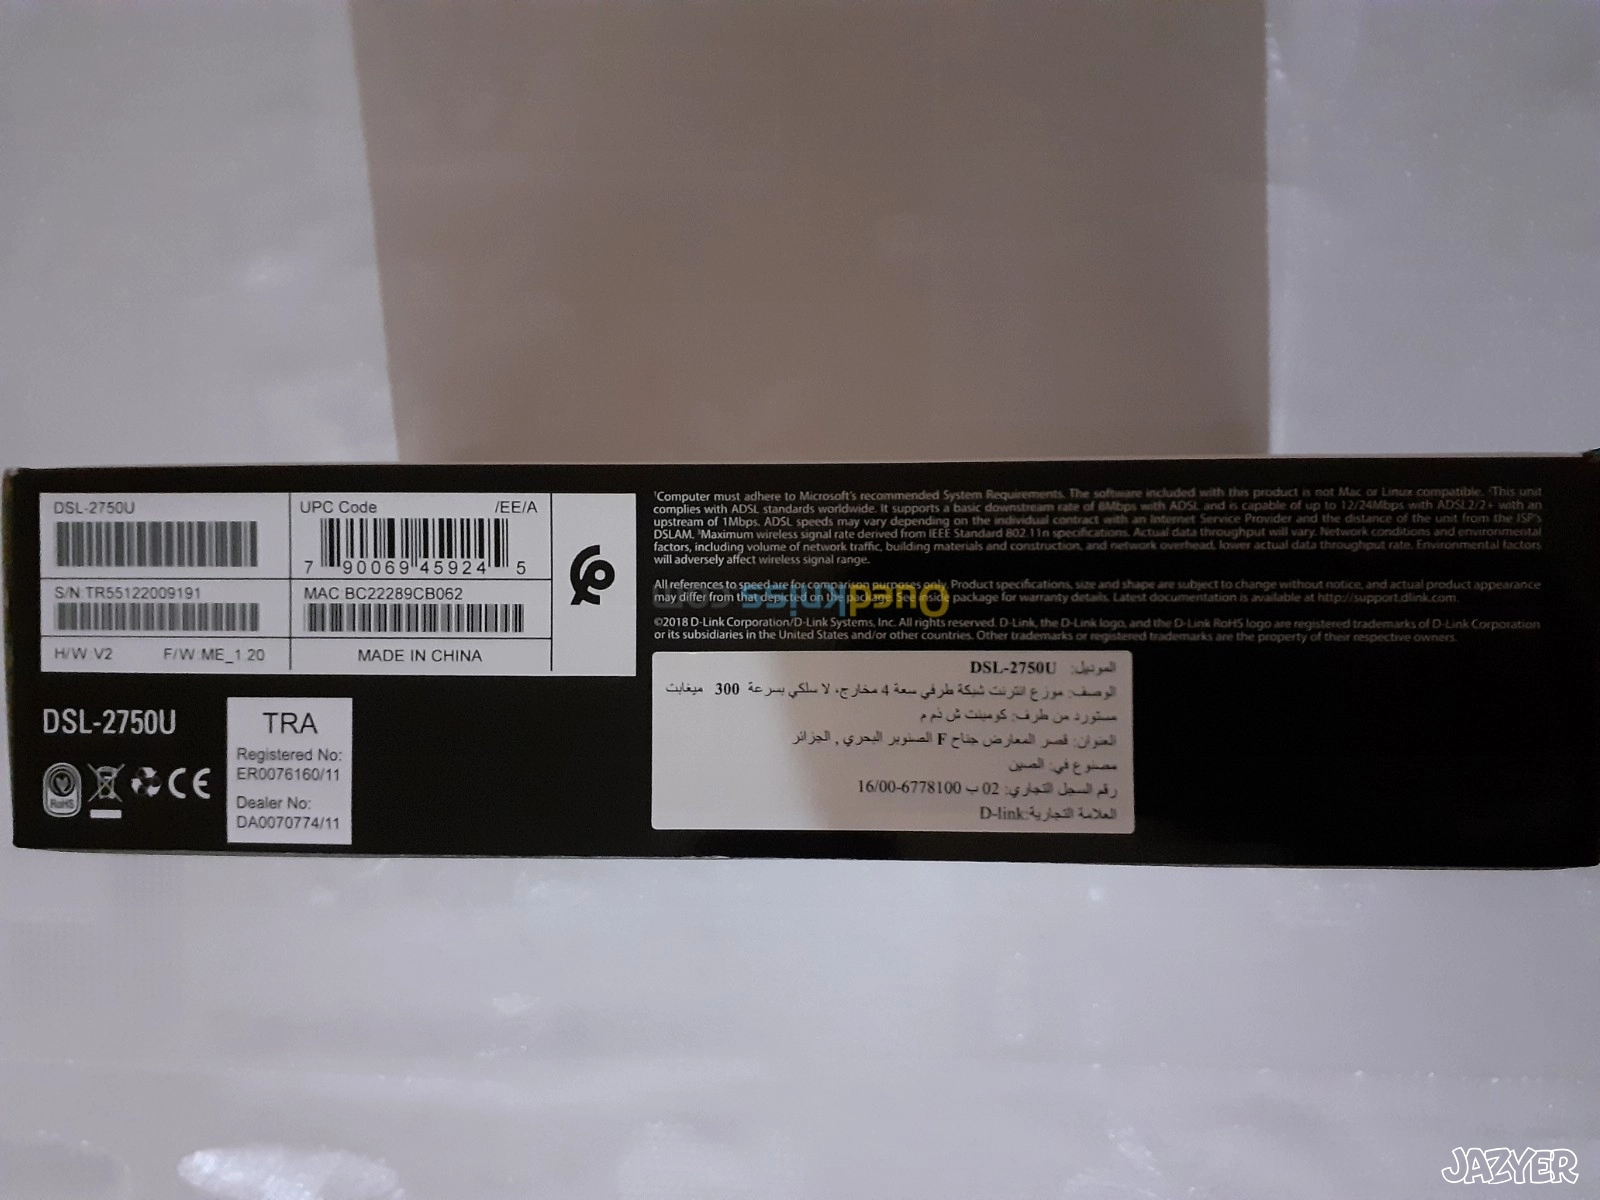 DSL-2750U
UPC Code /EE/A
7 90069 45924 5
S/N TR55122009191
MAC BC22289CB062
H/W:V2 F/W:ME_1.20
MADE IN CHINA
DSL-2750U
RoHS
CE
TRA
Registered No:
ER0076160/11
Dealer No:
DA0070774/11
¹Computer must adhere to Microsoft's recommended System Requirements. The software included with this product is not Mac or Linux compatible. ²This unit
complies with ADSL standards worldwide. It supports a basic downstream rate of 8Mbps with ADSL and is capable of up to 12/24Mbps with ADSL2/2+ with an
upstream of 1Mbps. ADSL speeds may vary depending on the individual contract with an Internet Service Provider and the distance of the unit from the ISP's
DSLAM. ³Maximum wireless signal rate derived from IEEE Standard 802.11n specifications. Actual data throughput will vary. Network conditions and environmental
factors, including volume of network traffic, building materials and construction, and network overhead, lower actual data throughput rate. Environmental factors
will adversely affect wireless signal range.
All references to speed are for comparison purposes only. Product specifications, size and shape are subject to change without notice, and actual product appearance
may differ from that depicted on the package. See inside package for warranty details. Latest documentation is available at http://support.dlink.com.
©2018 D-Link Corporation/D-Link Systems, Inc. All rights reserved. D-Link, the D-Link logo, and the D-Link RoHS logo are registered trademarks of D-Link Corporation
or its subsidiaries in the United States and/or other countries. Other trademarks or registered trademarks are the property of their respective owners.
الموديل: DSL-2750U
الوصف: موزع انترنت شبكة طرفي سعة 4 مخارج، لا سلكي بسرعة 300 ميغابت
مستورد من طرف: كومبنت ش ذم م
العنوان: قصر المعارض جناح F الصنوبر البحري , الجزائر
مصنوع في: الصين
رقم السجل التجاري: 02 ب 6778100-16/00
العلامة التجارية:D-link
Ouedkniss.com
JAZYER